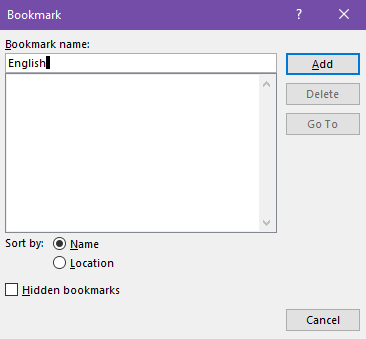 Bookmark
Bookmark name:
English
Add
Delete
Go To
Sort by: Name
Location
Hidden bookmarks
Cancel